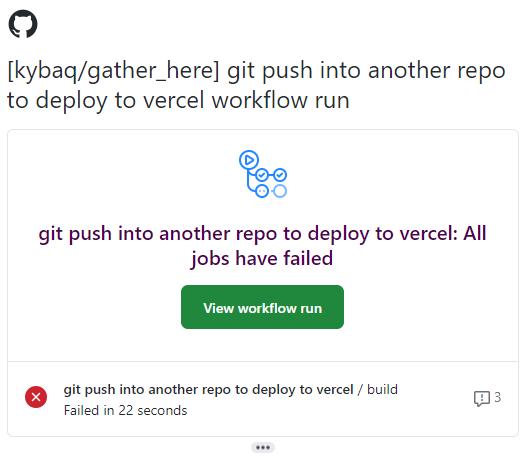 [kybaq/gather_here] git push into another repo
to deploy to vercel workflow run
git push into another repo to deploy to vercel: All
jobs have failed
View workflow run
git push into another repo to deploy to vercel / build
Failed in 22 seconds
3